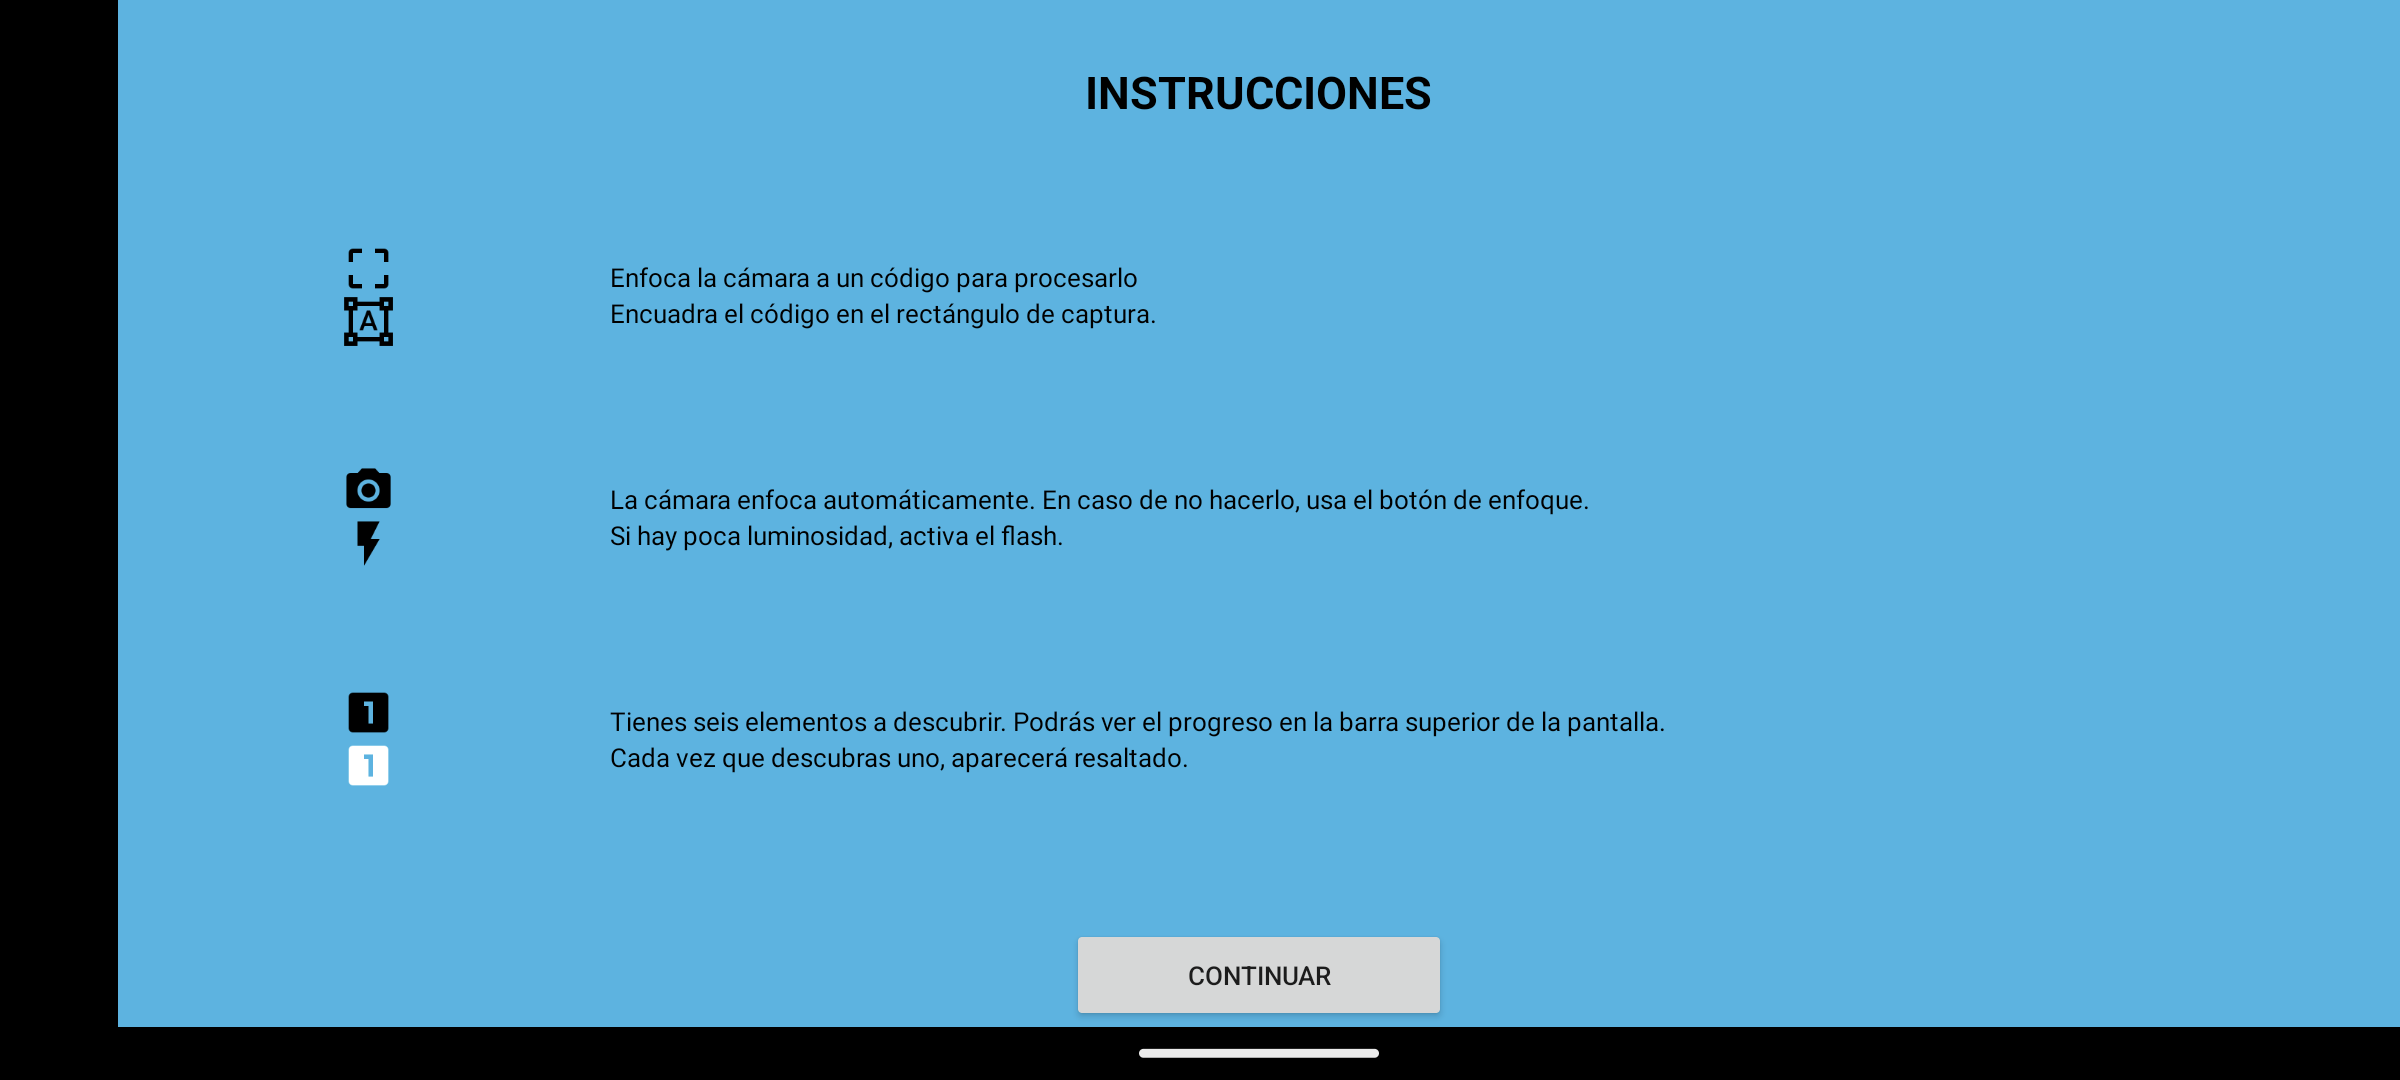 INSTRUCCIONES
Enfoca la cámara a un código para procesarlo
A
Encuadra el código en el rectángulo de captura.
La cámara enfoca automáticamente. En caso de no hacerlo, usa el botón de enfoque.
Si hay poca luminosidad, activa el flash.
1
Tienes seis elementos a descubrir. Podrás ver el progreso en la barra superior de la pantalla.
1
Cada vez que descubras uno, aparecerá resaltado.
CONTINUAR